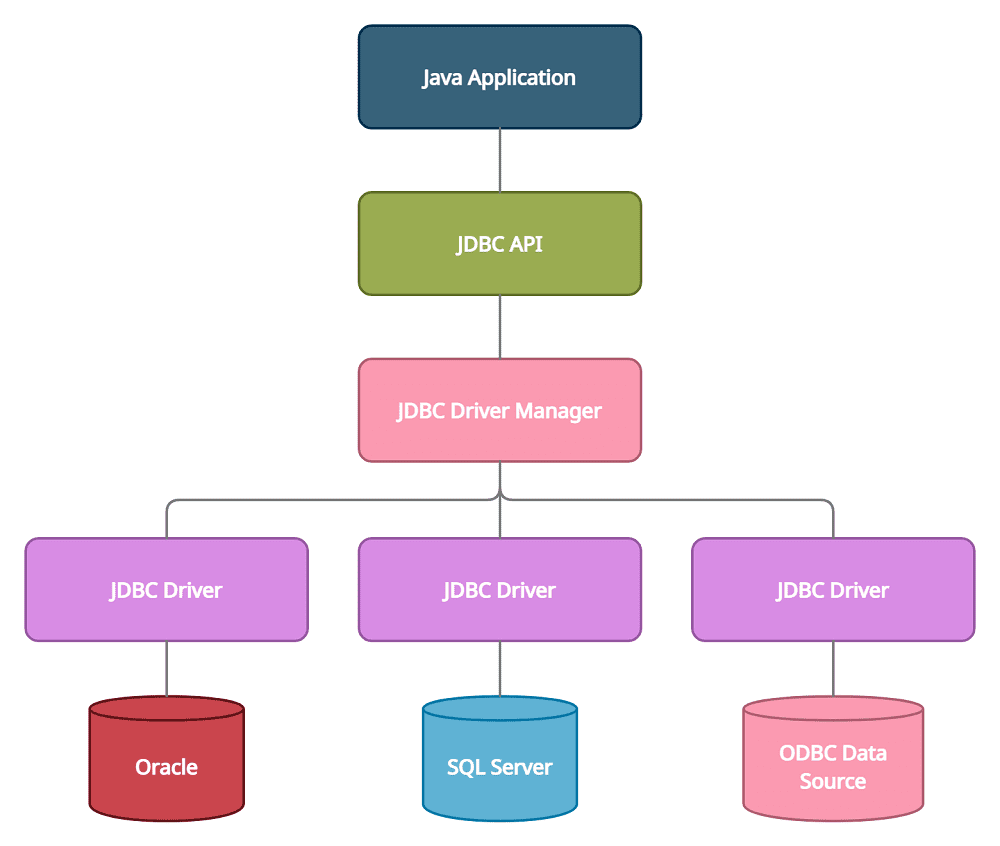 Java Application
JDBC API
JDBC Driver Manager
JDBC Driver
JDBC Driver
JDBC Driver
Oracle
SQL Server
ODBC Data
Source